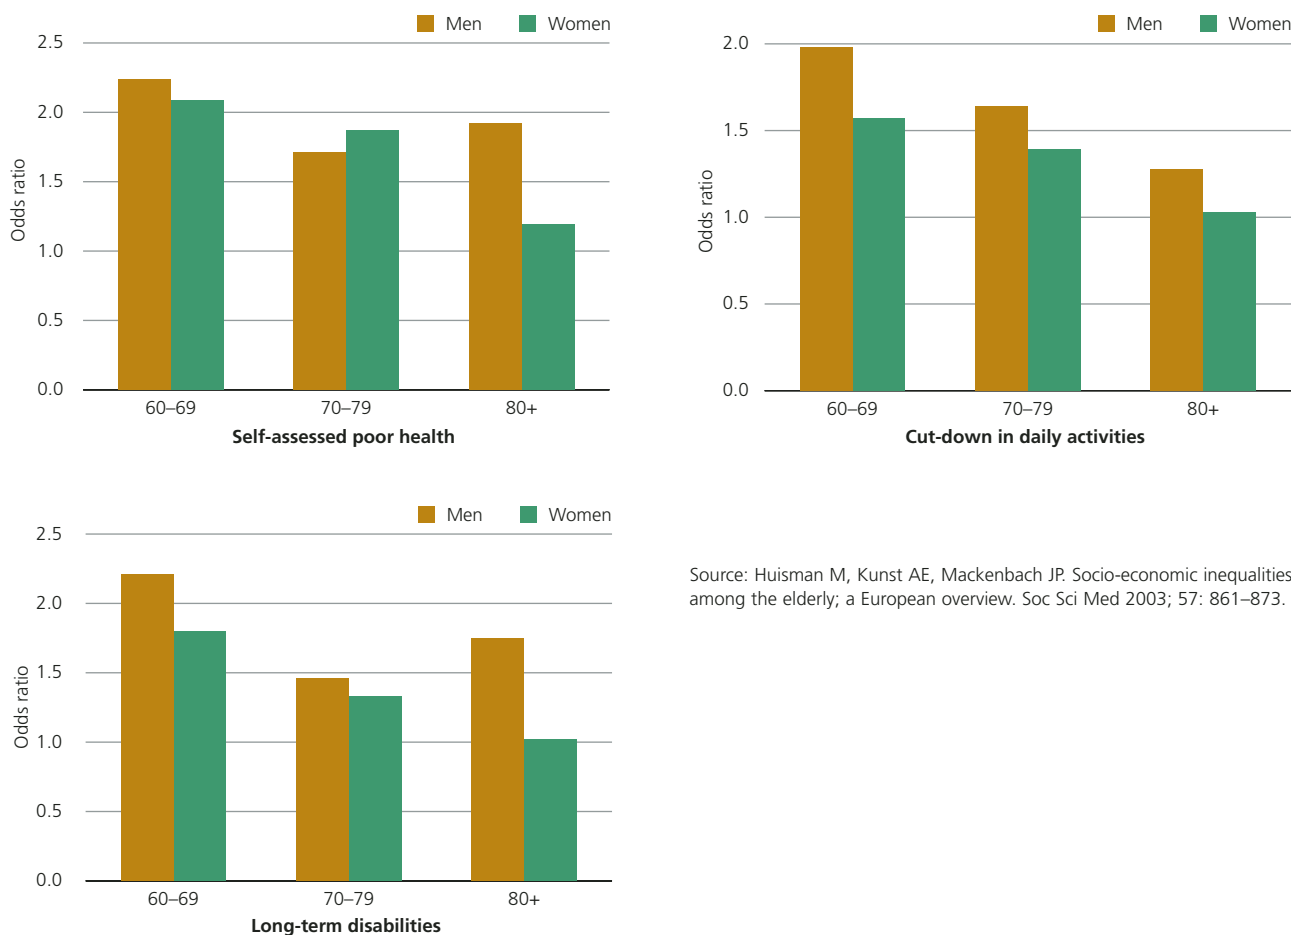 Men Women
2.5
2.0
1.5
1.0
0.5
0.0
Odds ratio
60–69 70–79 80+
Self-assessed poor health
Men Women
2.0
1.5
1.0
0.5
0.0
Odds ratio
60–69 70–79 80+
Cut-down in daily activities
Men Women
2.5
2.0
1.5
1.0
0.5
0.0
Odds ratio
60–69 70–79 80+
Long-term disabilities
Source: Huisman M, Kunst AE, Mackenbach JP. Socio-economic inequalities
among the elderly; a European overview. Soc Sci Med 2003; 57: 861–873.